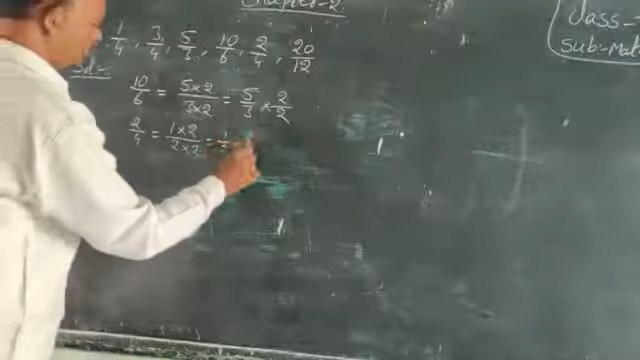 Chapter-2
class-
sub:-Mat
1/4, 3/4, 5/3, 10/6, 2/4, 20/12
Sol:-
10/6 = 5×2/3×2 = 5/3 × 2/2
2/4 = 1×2/2×2 =